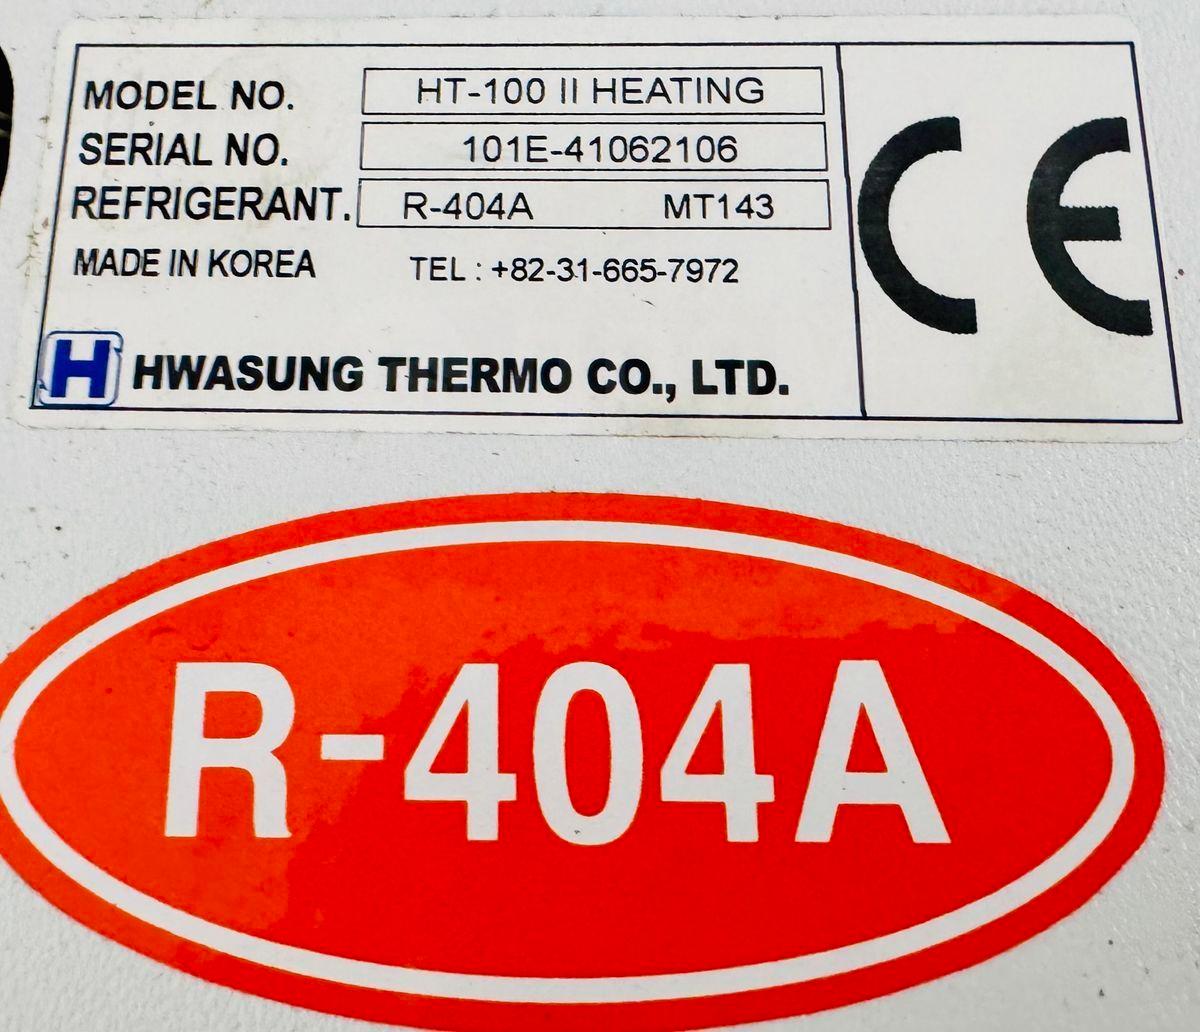 MODEL NO. HT-100 II HEATING
SERIAL NO. 101E-41062106
REFRIGERANT. R-404A MT143
MADE IN KOREA TEL : +82-31-665-7972
H HWASUNG THERMO CO., LTD.
CE
R-404A